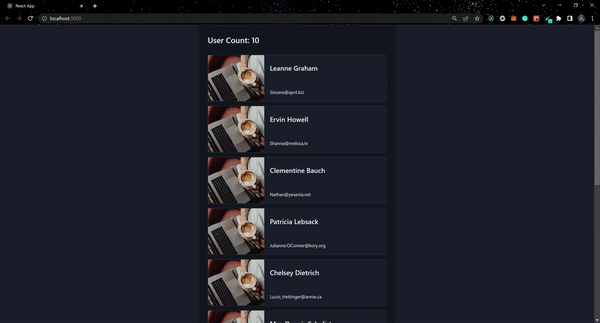 React App
localhost:3000
User Count: 10
Leanne Graham
Sincere@april.biz
Ervin Howell
Shanna@melissa.tv
Clementine Bauch
Nathan@yesenia.net
Patricia Lebsack
Julianne.OConner@kory.org
Chelsey Dietrich
Lucio_Hettinger@annie.ca